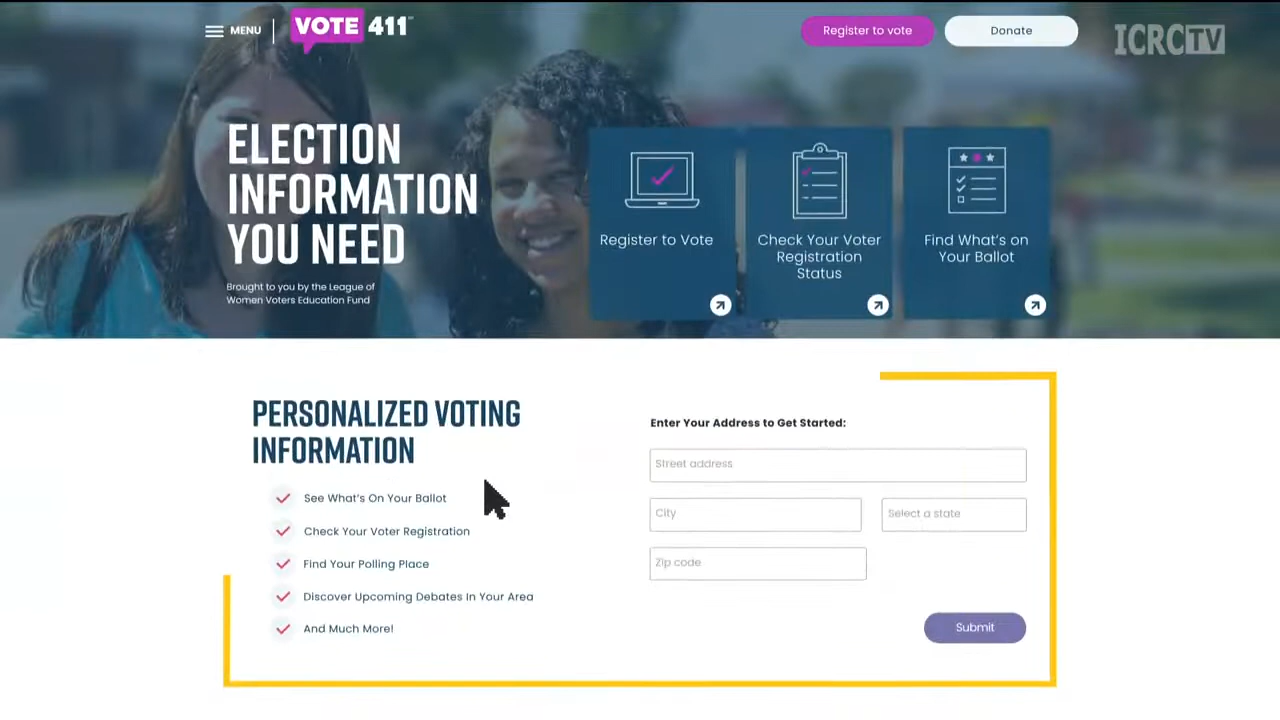 MENU
VOTE 411
Register to vote
Donate
ICRCTV
ELECTION
INFORMATION
YOU NEED
Brought to you by the League of
Women Voters Education Fund
Register to Vote
Check Your Voter
Registration
Status
Find What's on
Your Ballot
PERSONALIZED VOTING
INFORMATION
See What's On Your Ballot
Check Your Voter Registration
Find Your Polling Place
Discover Upcoming Debates In Your Area
And Much More!
Enter Your Address to Get Started:
Street address
City
Select a state
Zip code
Submit